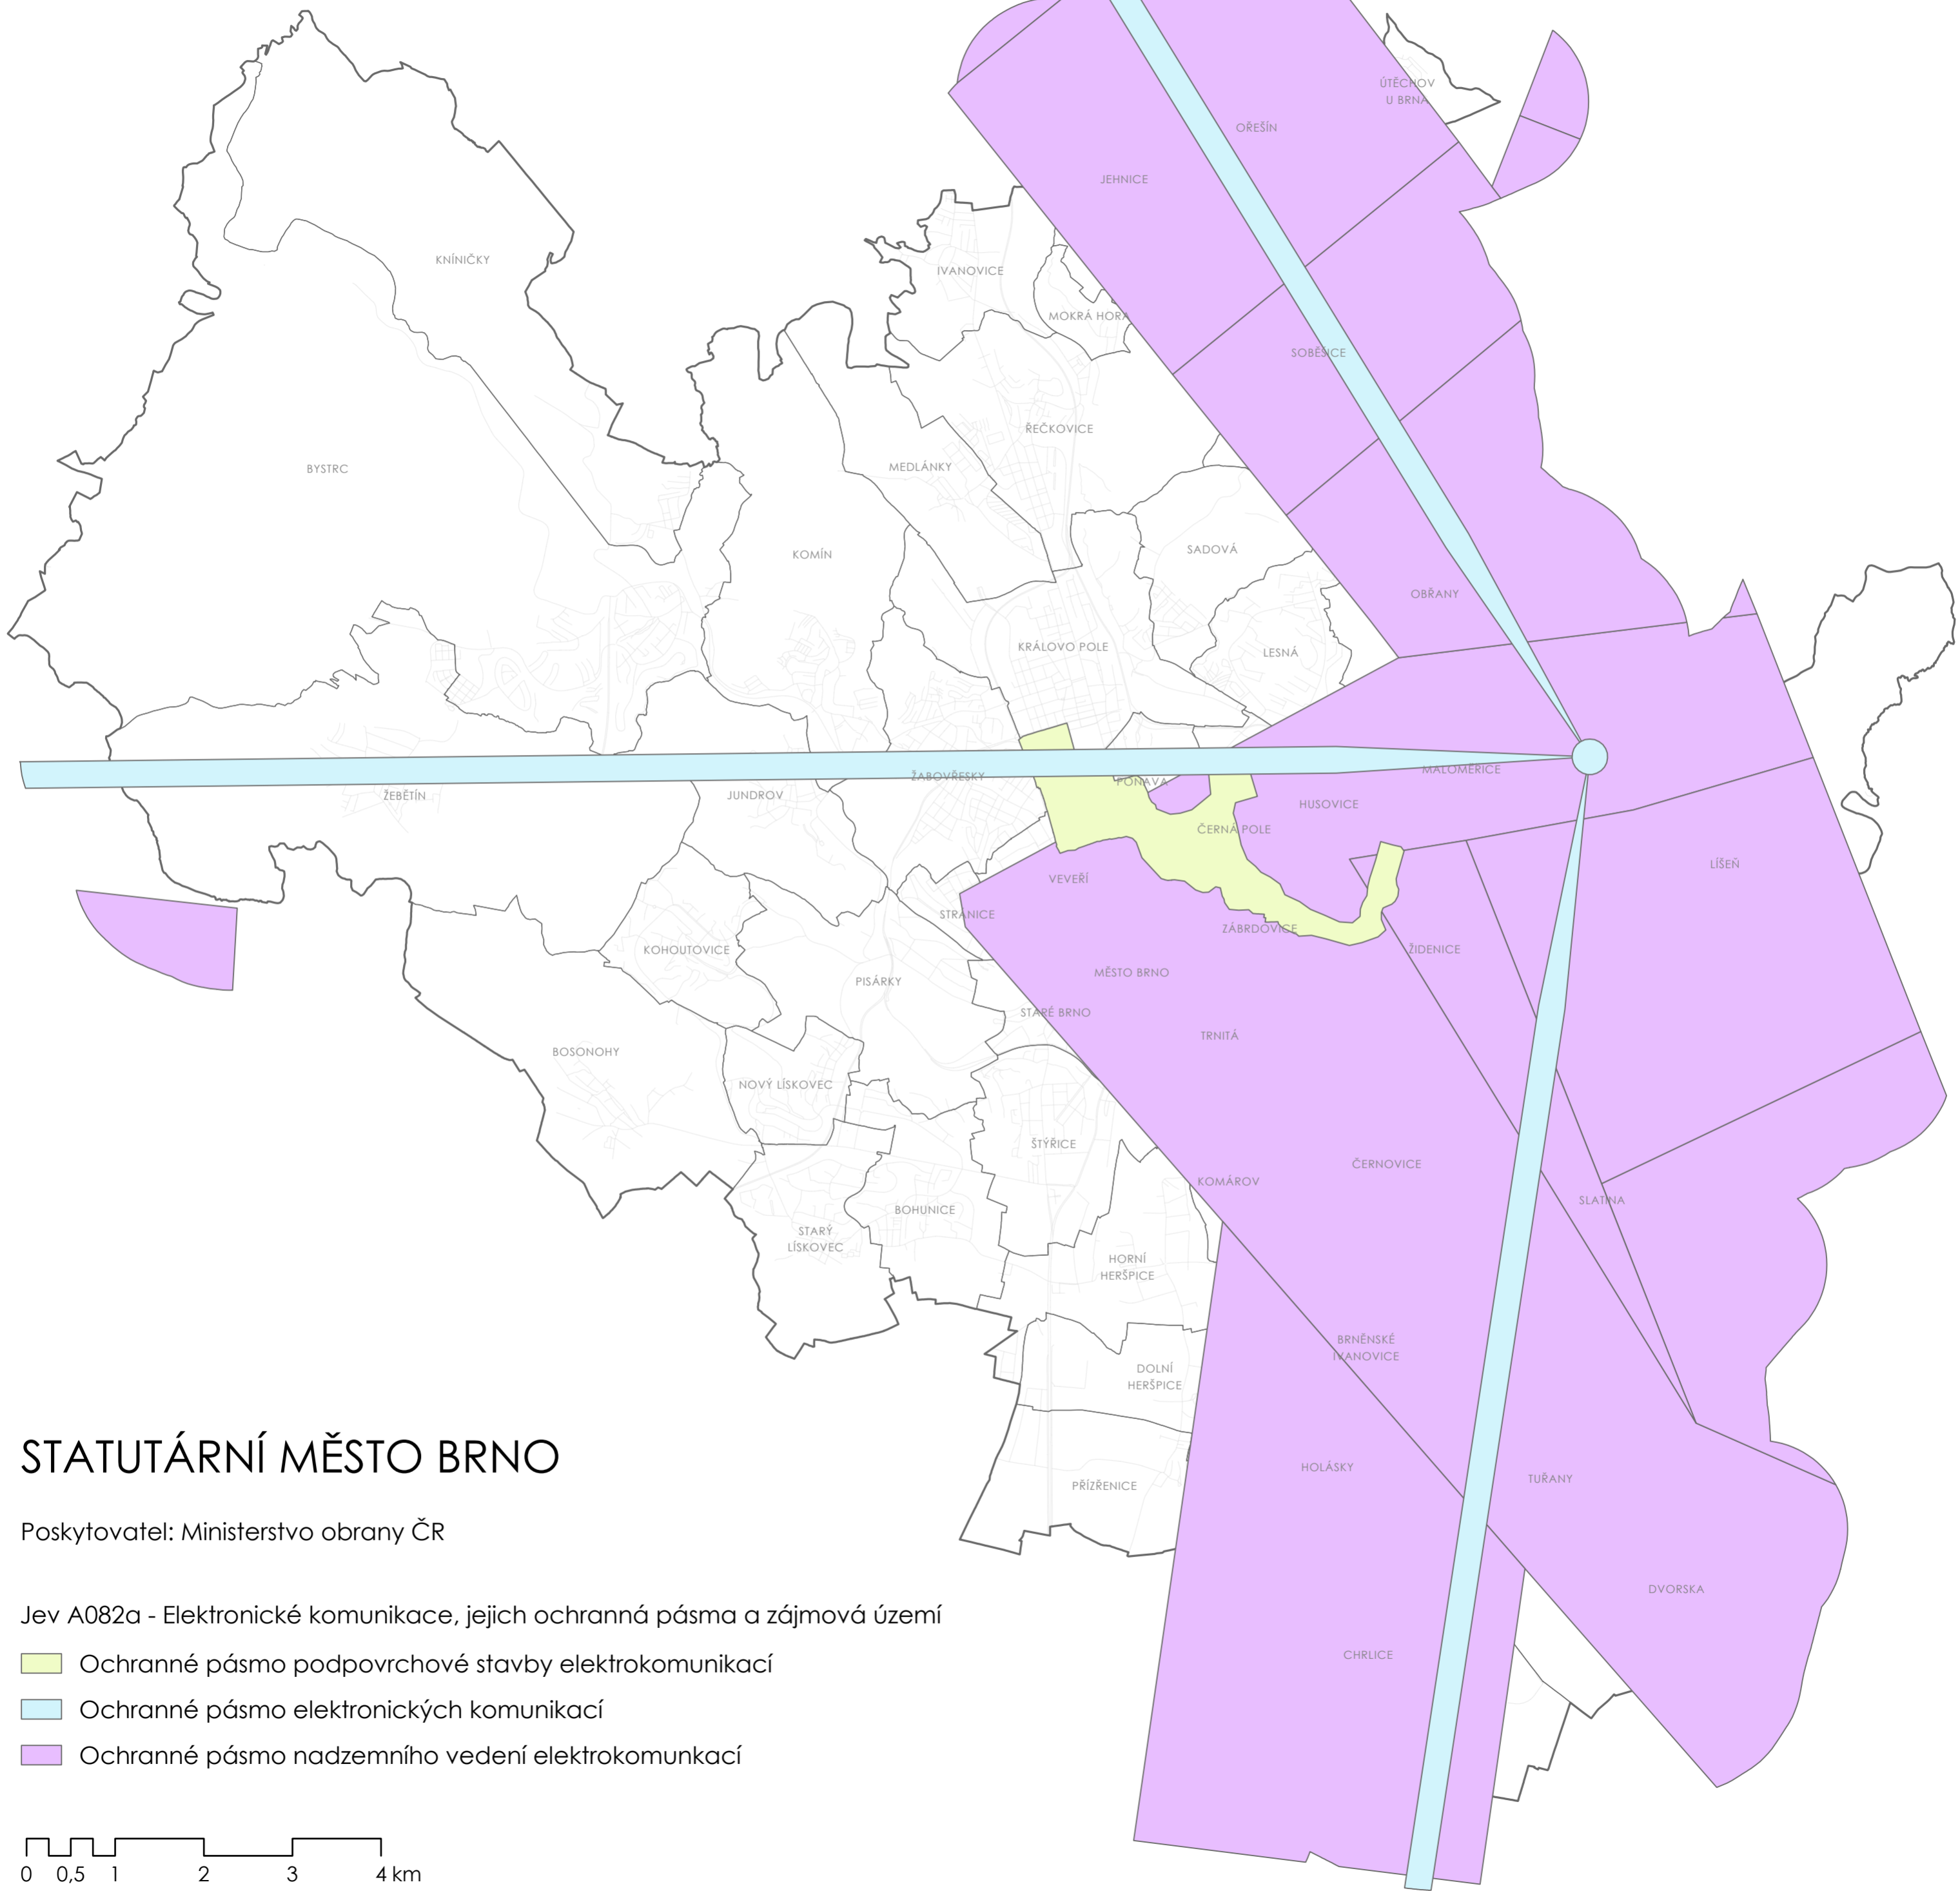 ÚTĚCHOV
U BRNA
OŘEŠÍN
JEHNICE
KNÍNIČKY
IVANOVICE
MOKRÁ HORA
SOBĚŠICE
ŘEČKOVICE
MEDLÁNKY
BYSTRC
KOMÍN
SADOVÁ
OBŘANY
KRÁLOVO POLE
LESNÁ
MALOMĚŘICE
ŽABOVŘESKY
PONAVA
ŽEBĚTÍN
JUNDROV
HUSOVICE
ČERNÁ POLE
LÍŠEŇ
VEVEŘÍ
STRÁNICE
ZÁBRDOVICE
KOHOUTOVICE
ŽIDENICE
PISÁRKY
MĚSTO BRNO
STARÉ BRNO
TRNITÁ
BOSONOHY
NOVÝ LÍSKOVEC
ŠTÝŘICE
ČERNOVICE
KOMÁROV
SLATINA
BOHUNICE
STARÝ
LÍSKOVEC
HORNÍ
HERŠPICE
BRNĚNSKÉ
IVANOVICE
DOLNÍ
HERŠPICE
HOLÁSKY
TUŘANY
PŘÍZŘENICE
DVORSKA
CHRLICE
STATUTÁRNÍ MĚSTO BRNO
Poskytovatel: Ministerstvo obrany ČR
Jev A082a - Elektronické komunikace, jejich ochranná pásma a zájmová území
Ochranné pásmo podpovrchové stavby elektrokomunikací
Ochranné pásmo elektronických komunikací
Ochranné pásmo nadzemního vedení elektrokomunkací
0 0,5 1 2 3 4 km